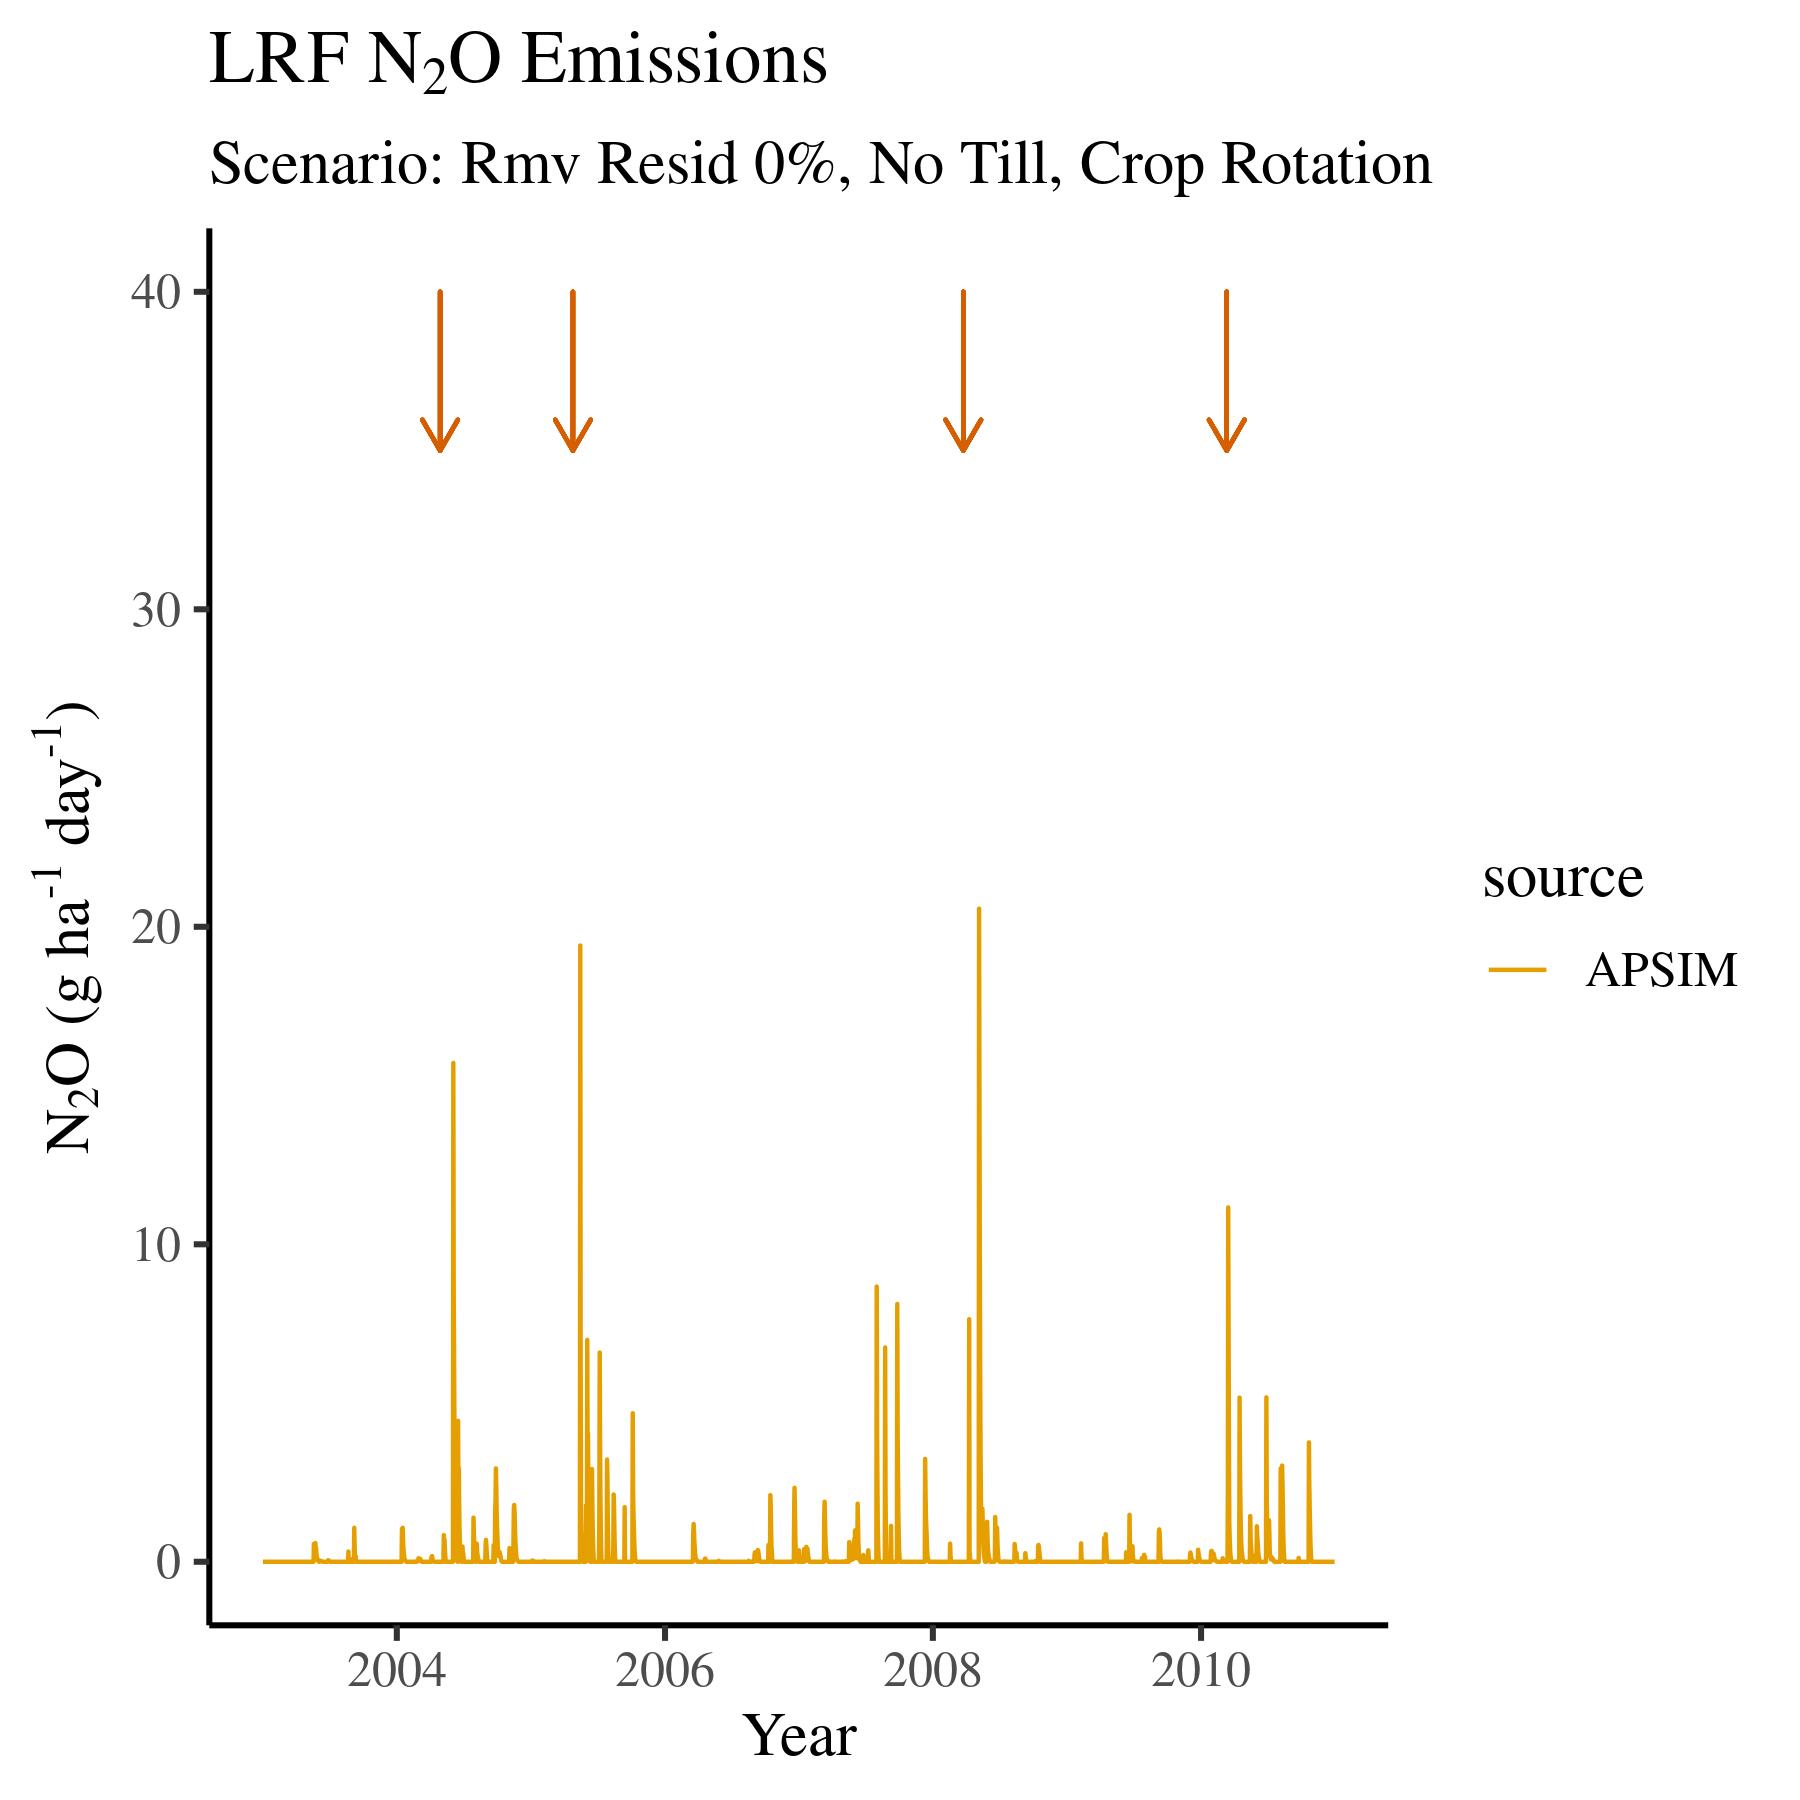 LRF N₂O Emissions
Scenario: Rmv Resid 0%, No Till, Crop Rotation
40
30
20
10
0
N₂O (g ha⁻¹ day⁻¹)
2004 2006 2008 2010
Year
source
APSIM